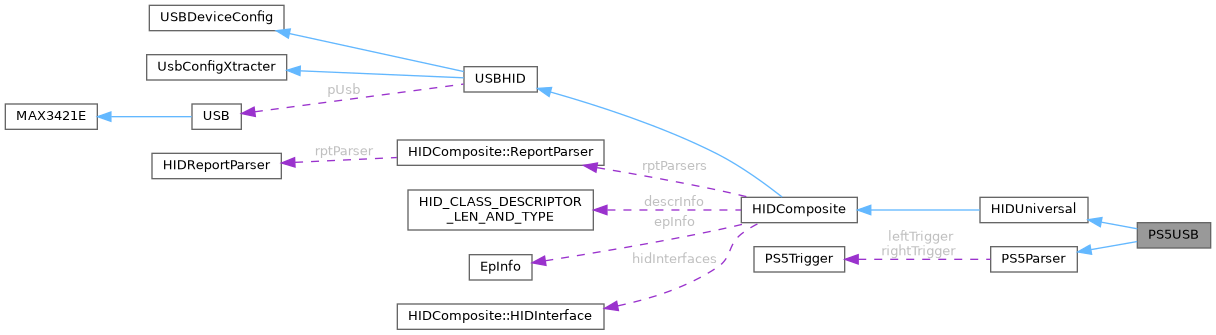 USBDeviceConfig
UsbConfigXtracter
USBHID
pUsb
MAX3421E
USB
HIDComposite::ReportParser
rptParser
HIDReportParser
rptParsers
HID_CLASS_DESCRIPTOR
_LEN_AND_TYPE
descrInfo
HIDComposite
HIDUniversal
epInfo
PS5USB
leftTrigger
rightTrigger
EpInfo
hidInterfaces
PS5Trigger
PS5Parser
HIDComposite::HIDInterface